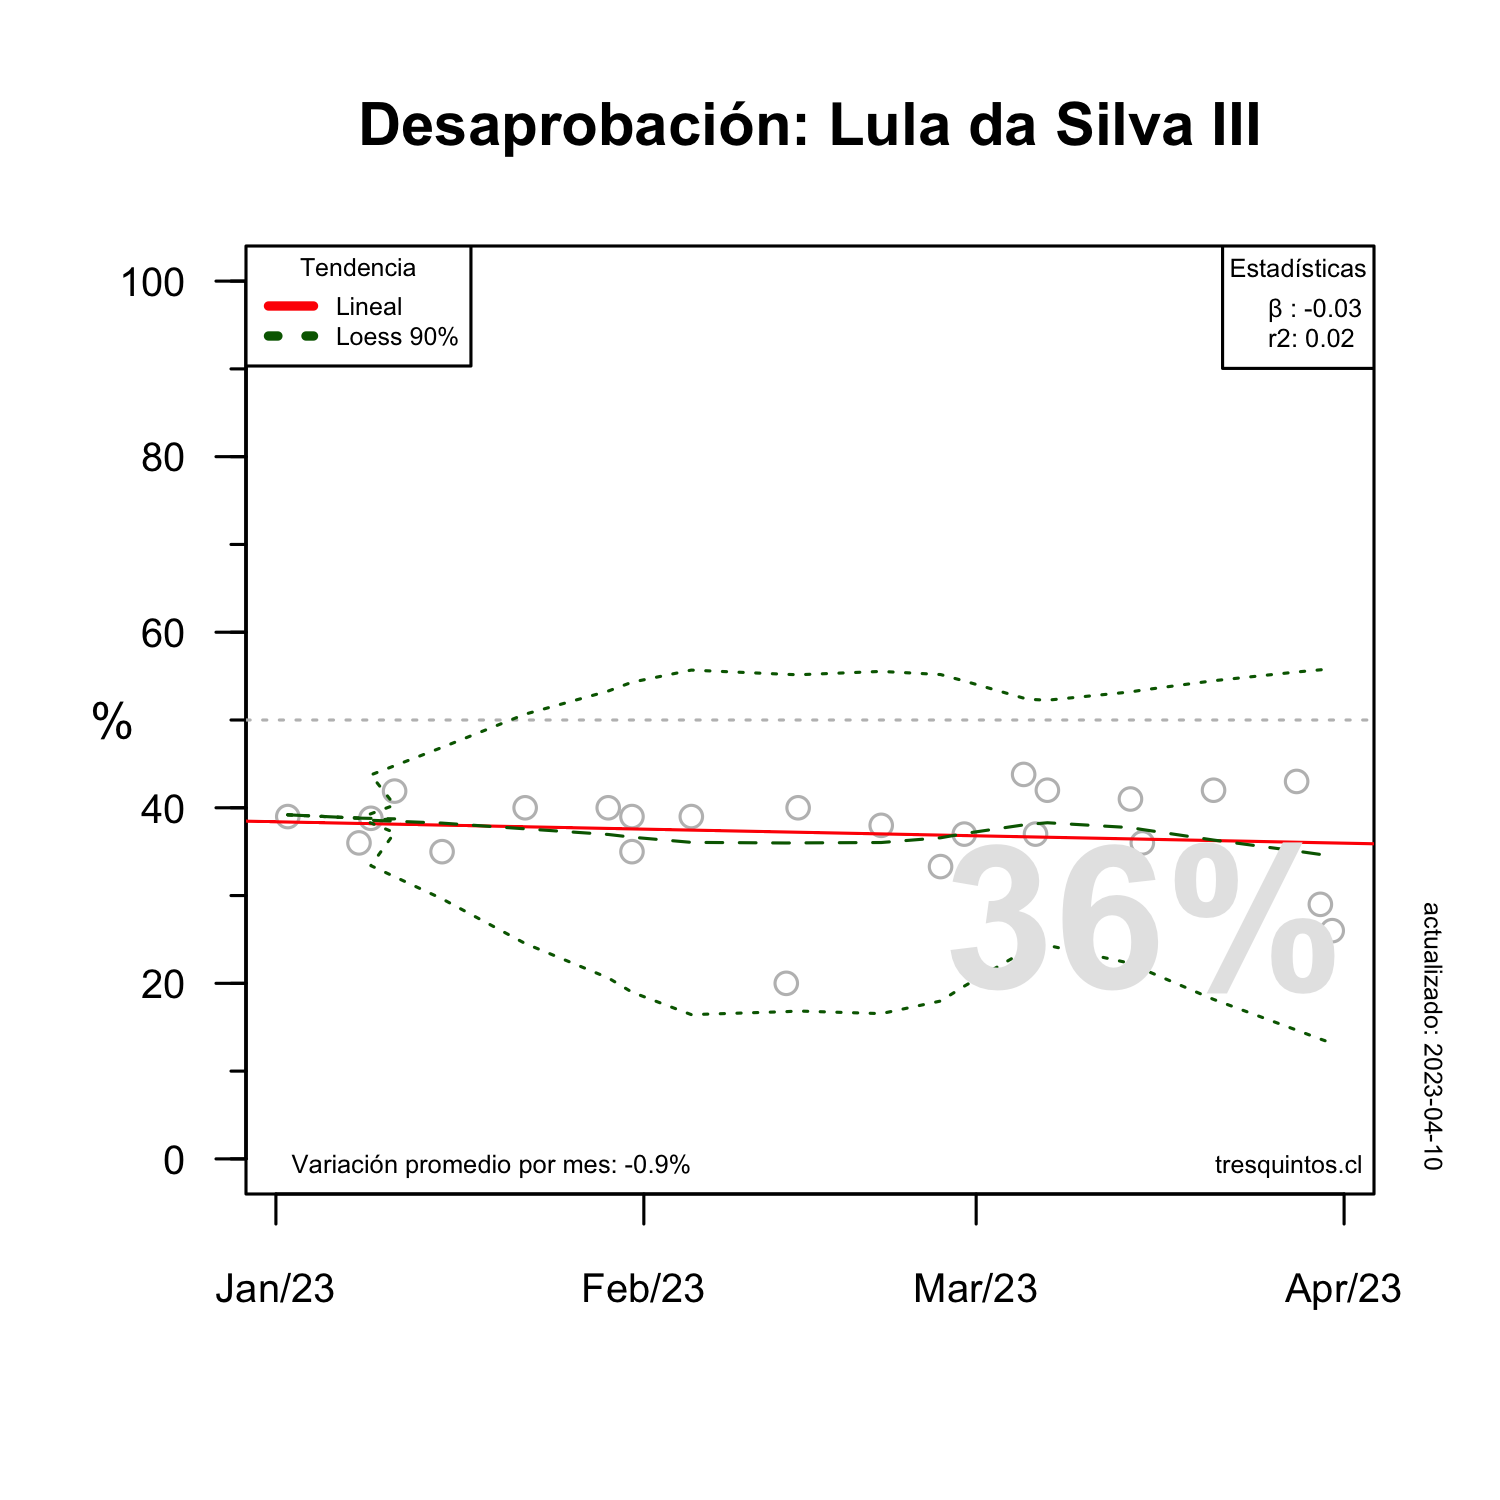 Desaprobación: Lula da Silva III
Tendencia
Lineal
Loess 90%
Estadísticas
β : -0.03
r2: 0.02
%
100
80
60
40
20
0
36%
Variación promedio por mes: -0.9%
tresquintos.cl
actualizado: 2023-04-10
Jan/23
Feb/23
Mar/23
Apr/23